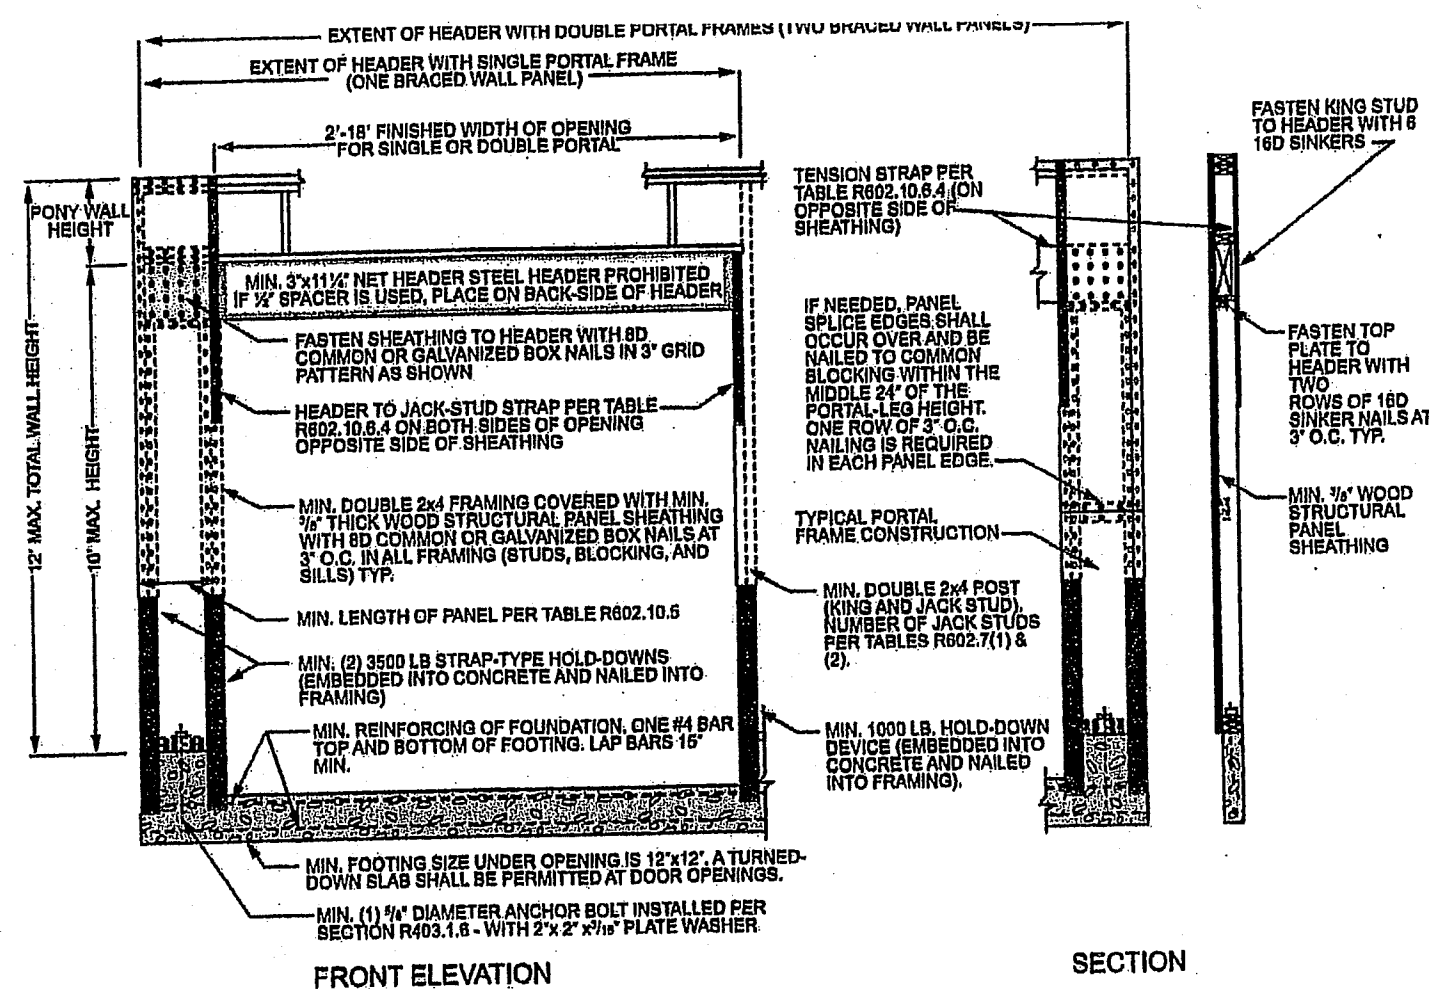 EXTENT OF HEADER WITH DOUBLE PORTAL FRAMES (TWO BRACED WALL PANELS)
EXTENT OF HEADER WITH SINGLE PORTAL FRAME
(ONE BRACED WALL PANEL)
2'-18' FINISHED WIDTH OF OPENING
FOR SINGLE OR DOUBLE PORTAL
PONY WALL
HEIGHT
12' MAX. TOTAL WALL HEIGHT
10' MAX. HEIGHT
MIN. 3"x11 ¼" NET HEADER STEEL HEADER PROHIBITED
IF ½" SPACER IS USED, PLACE ON BACK-SIDE OF HEADER
FASTEN SHEATHING TO HEADER WITH 8D
COMMON OR GALVANIZED BOX NAILS IN 3" GRID
PATTERN AS SHOWN
HEADER TO JACK-STUD STRAP PER TABLE
R602.10.6.4 ON BOTH SIDES OF OPENING
OPPOSITE SIDE OF SHEATHING
MIN. DOUBLE 2x4 FRAMING COVERED WITH MIN.
3/8" THICK WOOD STRUCTURAL PANEL SHEATHING
WITH 8D COMMON OR GALVANIZED BOX NAILS AT
3" O.C. IN ALL FRAMING (STUDS, BLOCKING, AND
SILLS) TYP.
MIN. LENGTH OF PANEL PER TABLE R602.10.5
MIN. (2) 3500 LB STRAP-TYPE HOLD-DOWNS
(EMBEDDED INTO CONCRETE AND NAILED INTO
FRAMING)
MIN. REINFORCING OF FOUNDATION. ONE #4 BAR
TOP AND BOTTOM OF FOOTING. LAP BARS 15"
MIN.
MIN. FOOTING SIZE UNDER OPENING IS 12"x12". A TURNED-
DOWN SLAB SHALL BE PERMITTED AT DOOR OPENINGS.
MIN. (1) 5/8" DIAMETER ANCHOR BOLT INSTALLED PER
SECTION R403.1.6 - WITH 2"x 2" x3/16" PLATE WASHER
FRONT ELEVATION
TENSION STRAP PER
TABLE R602.10.6.4 (ON
OPPOSITE SIDE OF
SHEATHING)
IF NEEDED, PANEL
SPLICE EDGES SHALL
OCCUR OVER AND BE
NAILED TO COMMON
BLOCKING WITHIN THE
MIDDLE 24" OF THE
PORTAL-LEG HEIGHT.
ONE ROW OF 3" O.C.
NAILING IS REQUIRED
IN EACH PANEL EDGE.
TYPICAL PORTAL
FRAME CONSTRUCTION
MIN. DOUBLE 2x4 POST
(KING AND JACK STUD).
NUMBER OF JACK STUDS
PER TABLES R602.7(1) &
(2).
MIN. 1000 LB. HOLD-DOWN
DEVICE (EMBEDDED INTO
CONCRETE AND NAILED
INTO FRAMING).
FASTEN KING STUD
TO HEADER WITH 6
16D SINKERS
FASTEN TOP
PLATE TO
HEADER WITH
TWO
ROWS OF 16D
SINKER NAILS AT
3" O.C. TYP.
MIN. 3/8" WOOD
STRUCTURAL
PANEL
SHEATHING
SECTION